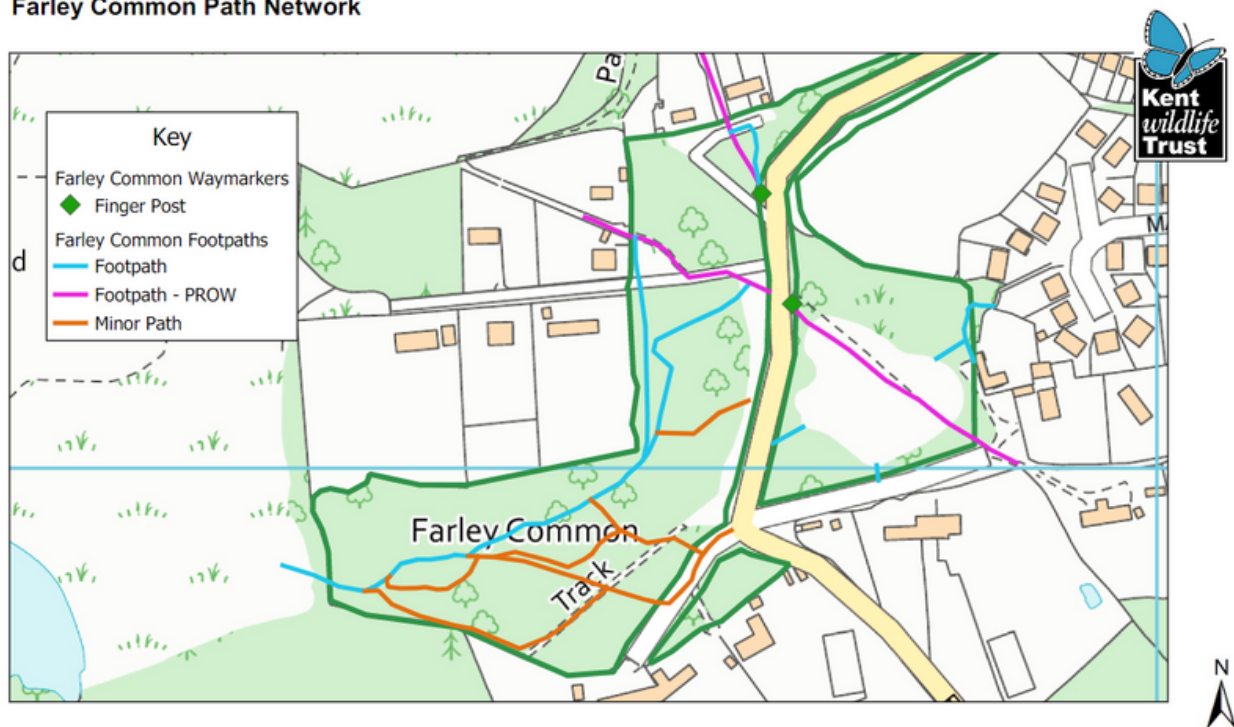 Farley Common Path Network
Kent
wildlife
Trust
Pa
Key
Farley Common Waymarkers
Finger Post
Farley Common Footpaths
Footpath
Footpath - PROW
Minor Path
d
M
Farley Common
Track
N